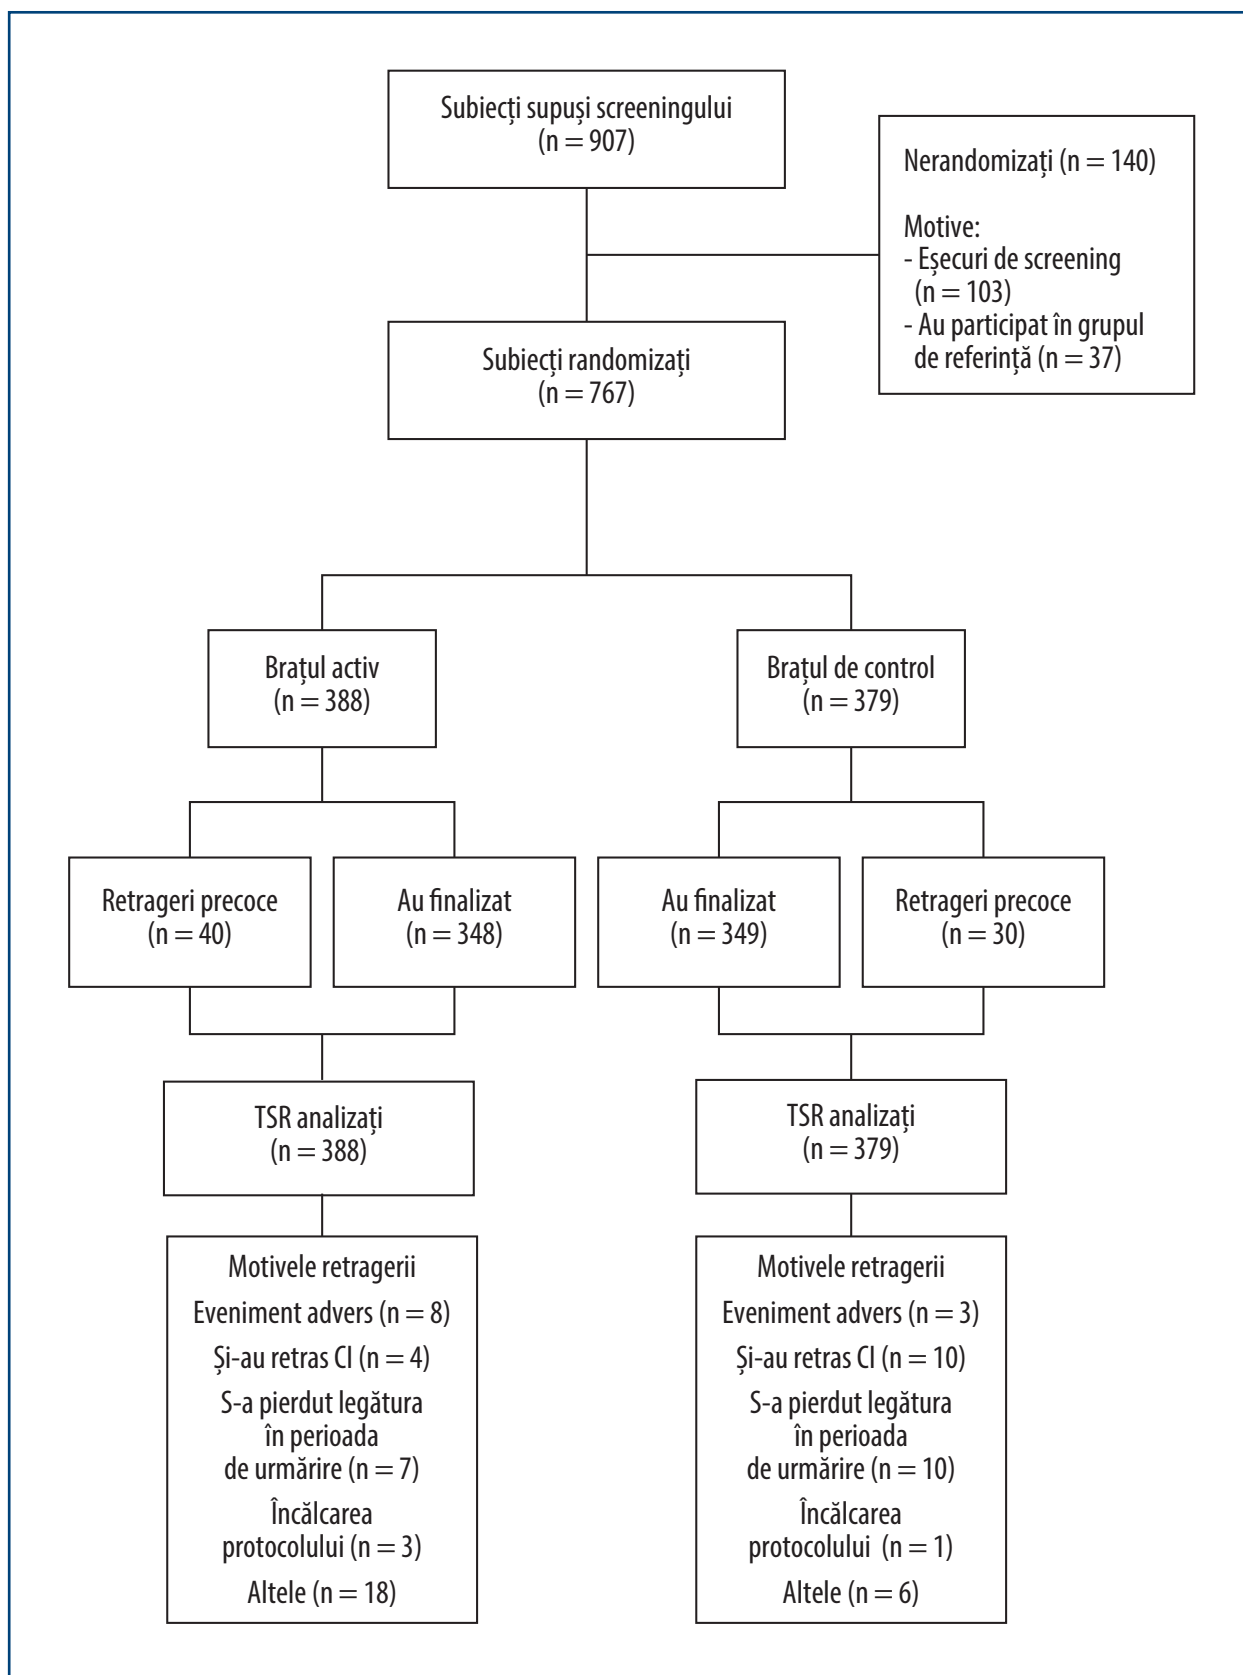 Subiecți supuși screeningului
(n = 907)
Nerandomizați (n = 140)
Motive:
- Eșecuri de screening
(n = 103)
- Au participat în grupul
de referință (n = 37)
Subiecți randomizați
(n = 767)
Brațul activ
(n = 388)
Brațul de control
(n = 379)
Retrageri precoce
(n = 40)
Au finalizat
(n = 348)
Au finalizat
(n = 349)
Retrageri precoce
(n = 30)
TSR analizați
(n = 388)
TSR analizați
(n = 379)
Motivele retragerii
Eveniment advers (n = 8)
Și-au retras CI (n = 4)
S-a pierdut legătura
în perioada
de urmărire (n = 7)
Încălcarea
protocolului (n = 3)
Altele (n = 18)
Motivele retragerii
Eveniment advers (n = 3)
Și-au retras CI (n = 10)
S-a pierdut legătura
în perioada
de urmărire (n = 10)
Încălcarea
protocolului (n = 1)
Altele (n = 6)